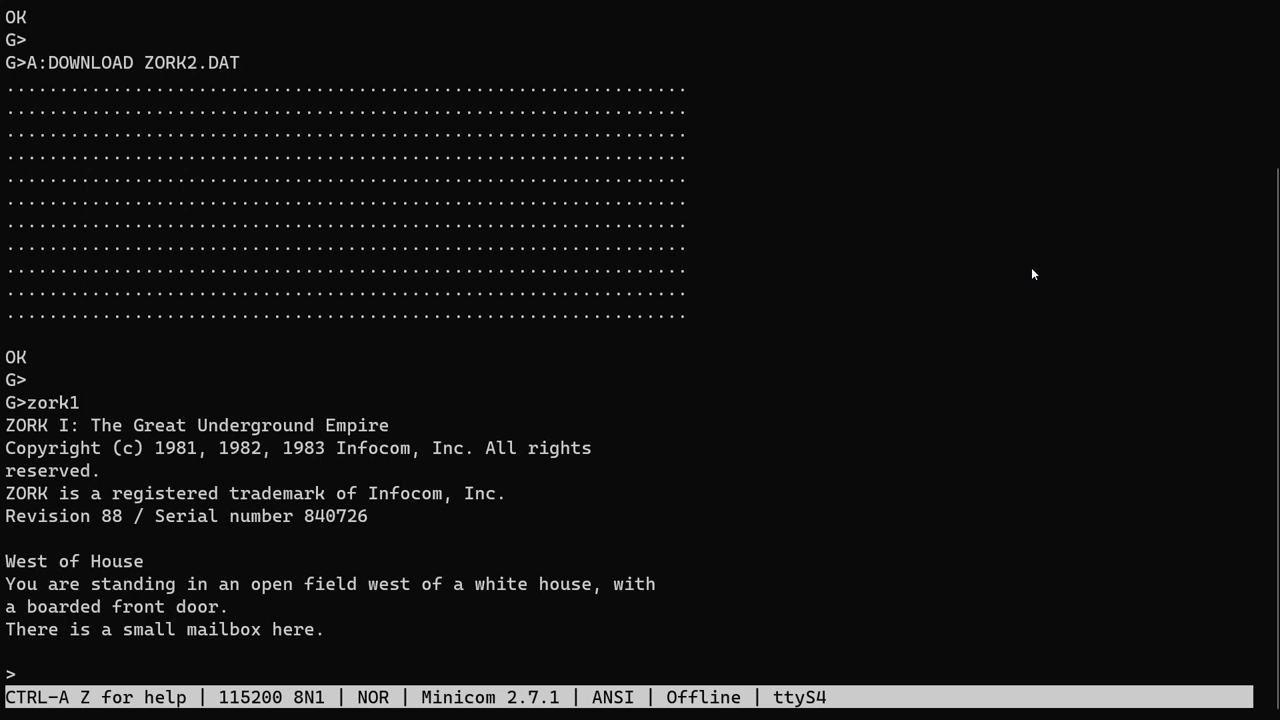 OK
G>
G>A:DOWNLOAD ZORK2.DAT
................................................................
................................................................
................................................................
................................................................
................................................................
................................................................
................................................................
................................................................
................................................................
................................................................
................................................................
OK
G>
G>zork1
ZORK I: The Great Underground Empire
Copyright (c) 1981, 1982, 1983 Infocom, Inc. All rights
reserved.
ZORK is a registered trademark of Infocom, Inc.
Revision 88 / Serial number 840726
West of House
You are standing in an open field west of a white house, with
a boarded front door.
There is a small mailbox here.
>
CTRL-A Z for help | 115200 8N1 | NOR | Minicom 2.7.1 | ANSI | Offline | ttyS4